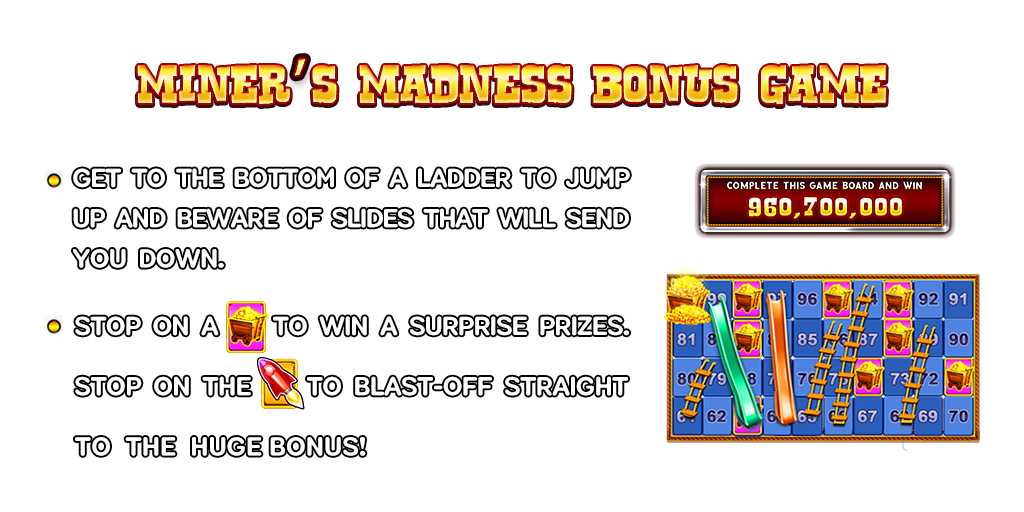 MINER'S MADNESS BONUS GAME
GET TO THE BOTTOM OF A LADDER TO JUMP
UP AND BEWARE OF SLIDES THAT WILL SEND
YOU DOWN.
STOP ON A TO WIN A SURPRISE PRIZES.
STOP ON THE TO BLAST-OFF STRAIGHT
TO THE HUGE BONUS!
COMPLETE THIS GAME BOARD AND WIN
960,700,000
96 92 91
81 85 87 90
80 79 73 72
62 67 69 70